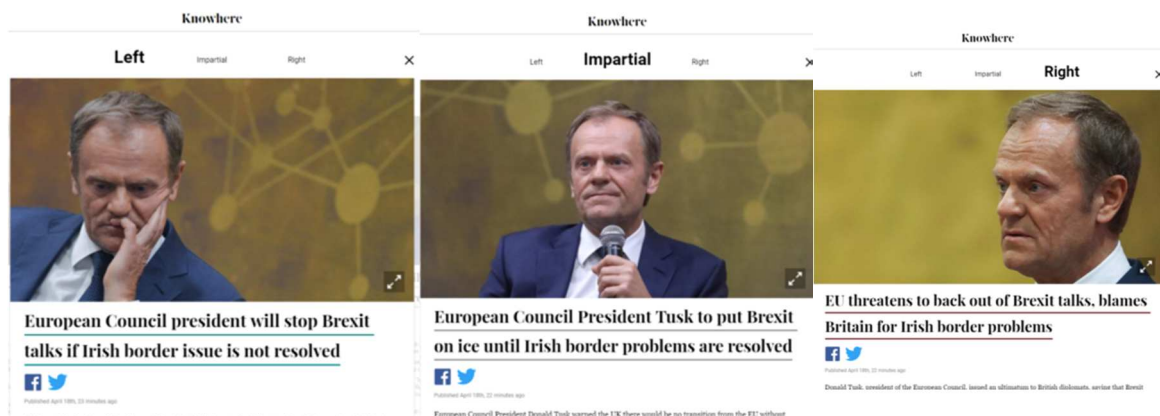 Knowhere
Left Impartial Right ×
European Council president will stop Brexit
talks if Irish border issue is not resolved
Published April 18th, 23 minutes ago
Knowhere
Left Impartial Right ×
European Council President Tusk to put Brexit
on ice until Irish border problems are resolved
Published April 18th, 22 minutes ago
European Council President Donald Tusk warned the UK there would be no transition from the EU without
Knowhere
Left Impartial Right ×
EU threatens to back out of Brexit talks, blames
Britain for Irish border problems
Published April 18th, 22 minutes ago
Donald Tusk, president of the European Council, issued an ultimatum to British diplomats, saying that Brexit